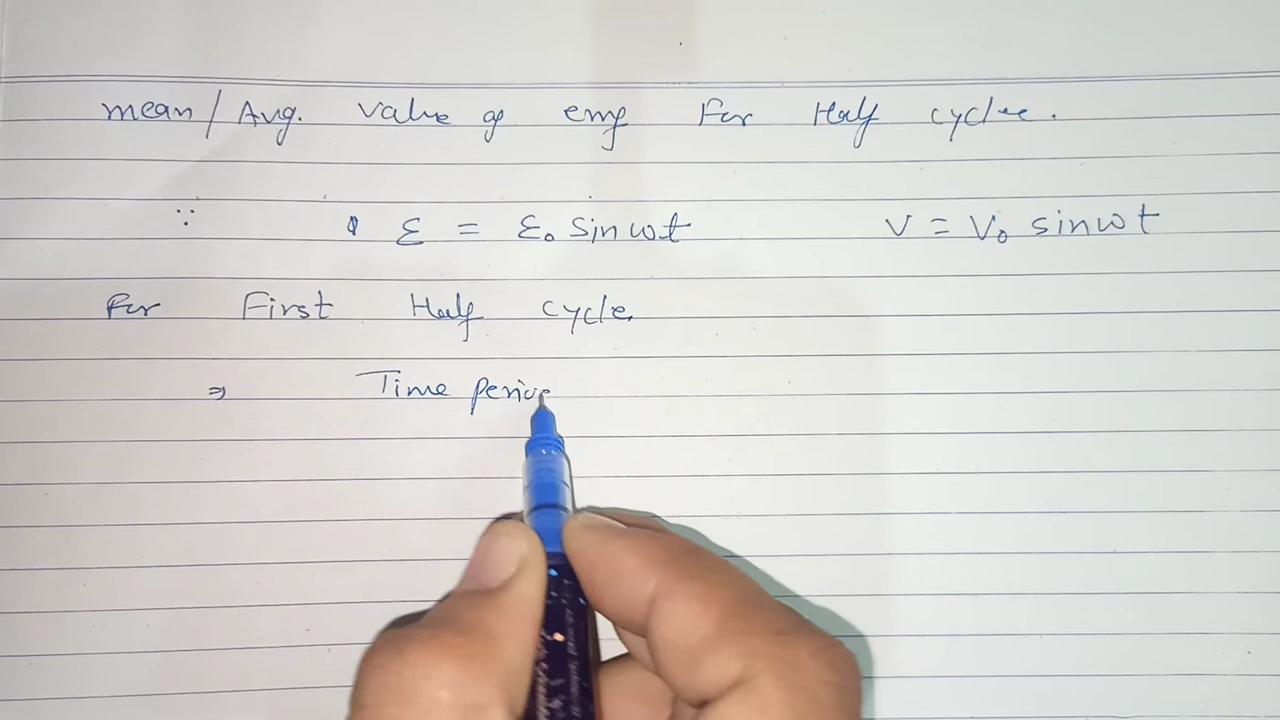 mean / Avg. value of emf For Half cycle.
∵ ε = ε₀ sin ωt V = V₀ sin ωt
For First Half cycle,
⇒ Time perio